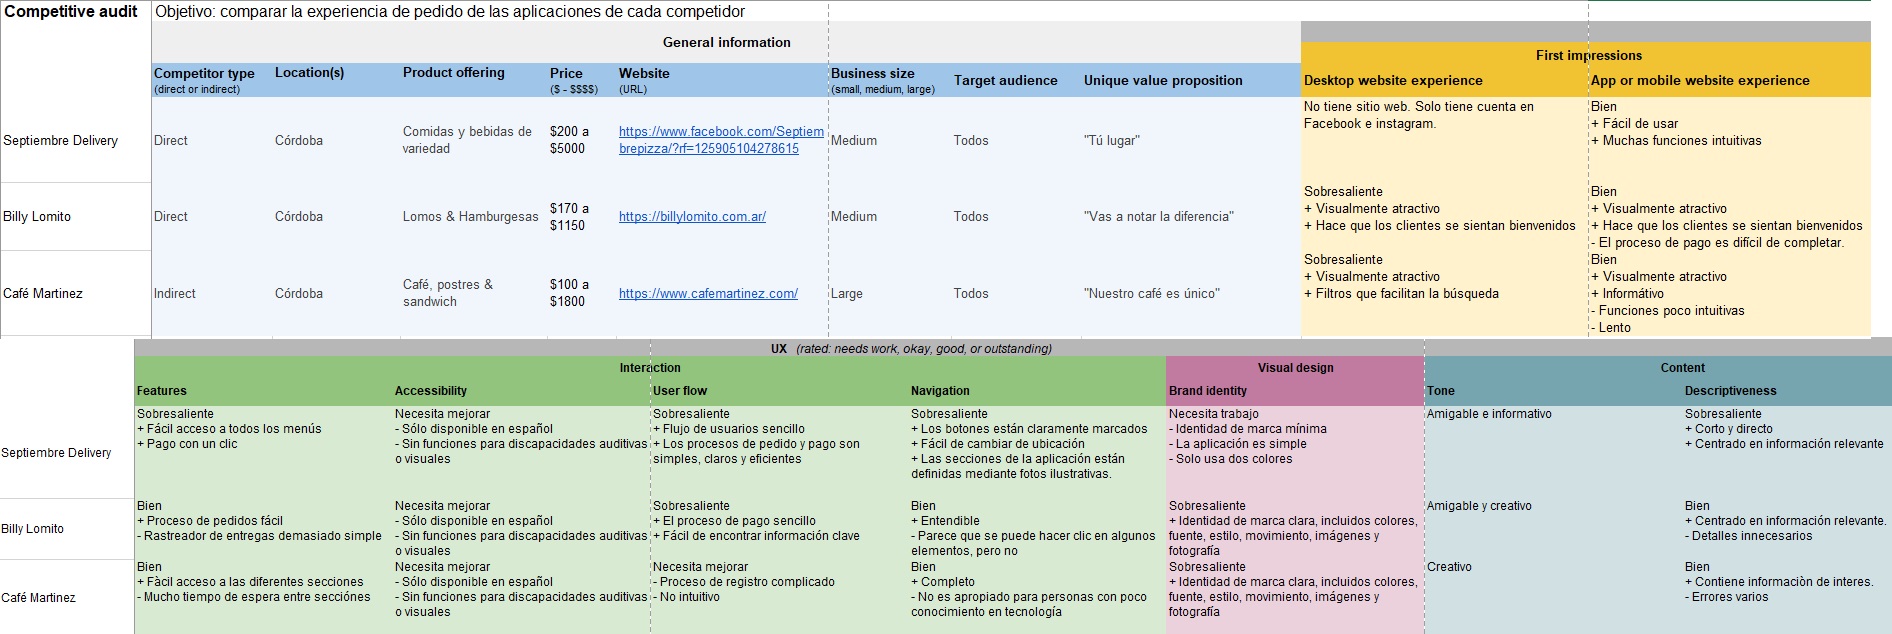 Competitive audit
Objetivo: comparar la experiencia de pedido de las aplicaciones de cada competidor
General information
First impressions
Competitor type
(direct or indirect)
Location(s)
Product offering
Price
($ - $$$$)
Website
(URL)
Business size
(small, medium, large)
Target audience
Unique value proposition
Desktop website experience
App or mobile website experience
Septiembre Delivery
Direct
Córdoba
Comidas y bebidas de
variedad
$200 a
$5000
https://www.facebook.com/Septiem
brepizza/?rf=125905104278615
Medium
Todos
"Tú lugar"
No tiene sitio web. Solo tiene cuenta en
Facebook e instagram.
Bien
+ Fácil de usar
+ Muchas funciones intuitivas
Billy Lomito
Direct
Córdoba
Lomos & Hamburgesas
$170 a
$1150
https://billylomito.com.ar/
Medium
Todos
"Vas a notar la diferencia"
Sobresaliente
+ Visualmente atractivo
+ Hace que los clientes se sientan bienvenidos
Bien
+ Visualmente atractivo
+ Hace que los clientes se sientan bienvenidos
- El proceso de pago es difícil de completar.
Café Martinez
Indirect
Córdoba
Café, postres &
sandwich
$100 a
$1800
https://www.cafemartinez.com/
Large
Todos
"Nuestro café es único"
Sobresaliente
+ Visualmente atractivo
+ Filtros que facilitan la búsqueda
Bien
+ Visualmente atractivo
+ Informátivo
- Funciones poco intuitivas
- Lento
UX (rated: needs work, okay, good, or outstanding)
Interaction
Visual design
Content
Features
Accessibility
User flow
Navigation
Brand identity
Tone
Descriptiveness
Septiembre Delivery
Sobresaliente
+ Fácil acceso a todos los menús
+ Pago con un clic
Necesita mejorar
- Sólo disponible en español
- Sin funciones para discapacidades auditivas
o visuales
Sobresaliente
+ Flujo de usuarios sencillo
+ Los procesos de pedido y pago son
simples, claros y eficientes
Sobresaliente
+ Los botones están claramente marcados
+ Fácil de cambiar de ubicación
+ Las secciones de la aplicación están
definidas mediante fotos ilustrativas.
Necesita trabajo
- Identidad de marca mínima
- La aplicación es simple
- Solo usa dos colores
Amigable e informativo
Sobresaliente
+ Corto y directo
+ Centrado en información relevante
Billy Lomito
Bien
+ Proceso de pedidos fácil
- Rastreador de entregas demasiado simple
Necesita mejorar
- Sólo disponible en español
- Sin funciones para discapacidades auditivas
o visuales
Sobresaliente
+ El proceso de pago sencillo
+ Fácil de encontrar información clave
Bien
+ Entendible
- Parece que se puede hacer clic en algunos
elementos, pero no
Sobresaliente
+ Identidad de marca clara, incluidos colores,
fuente, estilo, movimiento, imágenes y
fotografía
Amigable y creativo
Bien
+ Centrado en información relevante.
- Detalles innecesarios
Café Martinez
Bien
+ Fàcil acceso a las diferentes secciones
- Mucho tiempo de espera entre secciónes
Necesita mejorar
- Sólo disponible en español
- Sin funciones para discapacidades auditivas
o visuales
Necesita mejorar
- Proceso de registro complicado
- No intuitivo
Bien
+ Completo
- No es apropiado para personas con poco
conocimiento en tecnología
Sobresaliente
+ Identidad de marca clara, incluidos colores,
fuente, estilo, movimiento, imágenes y
fotografía
Creativo
Bien
+ Contiene informaciòn de interes.
- Errores varios